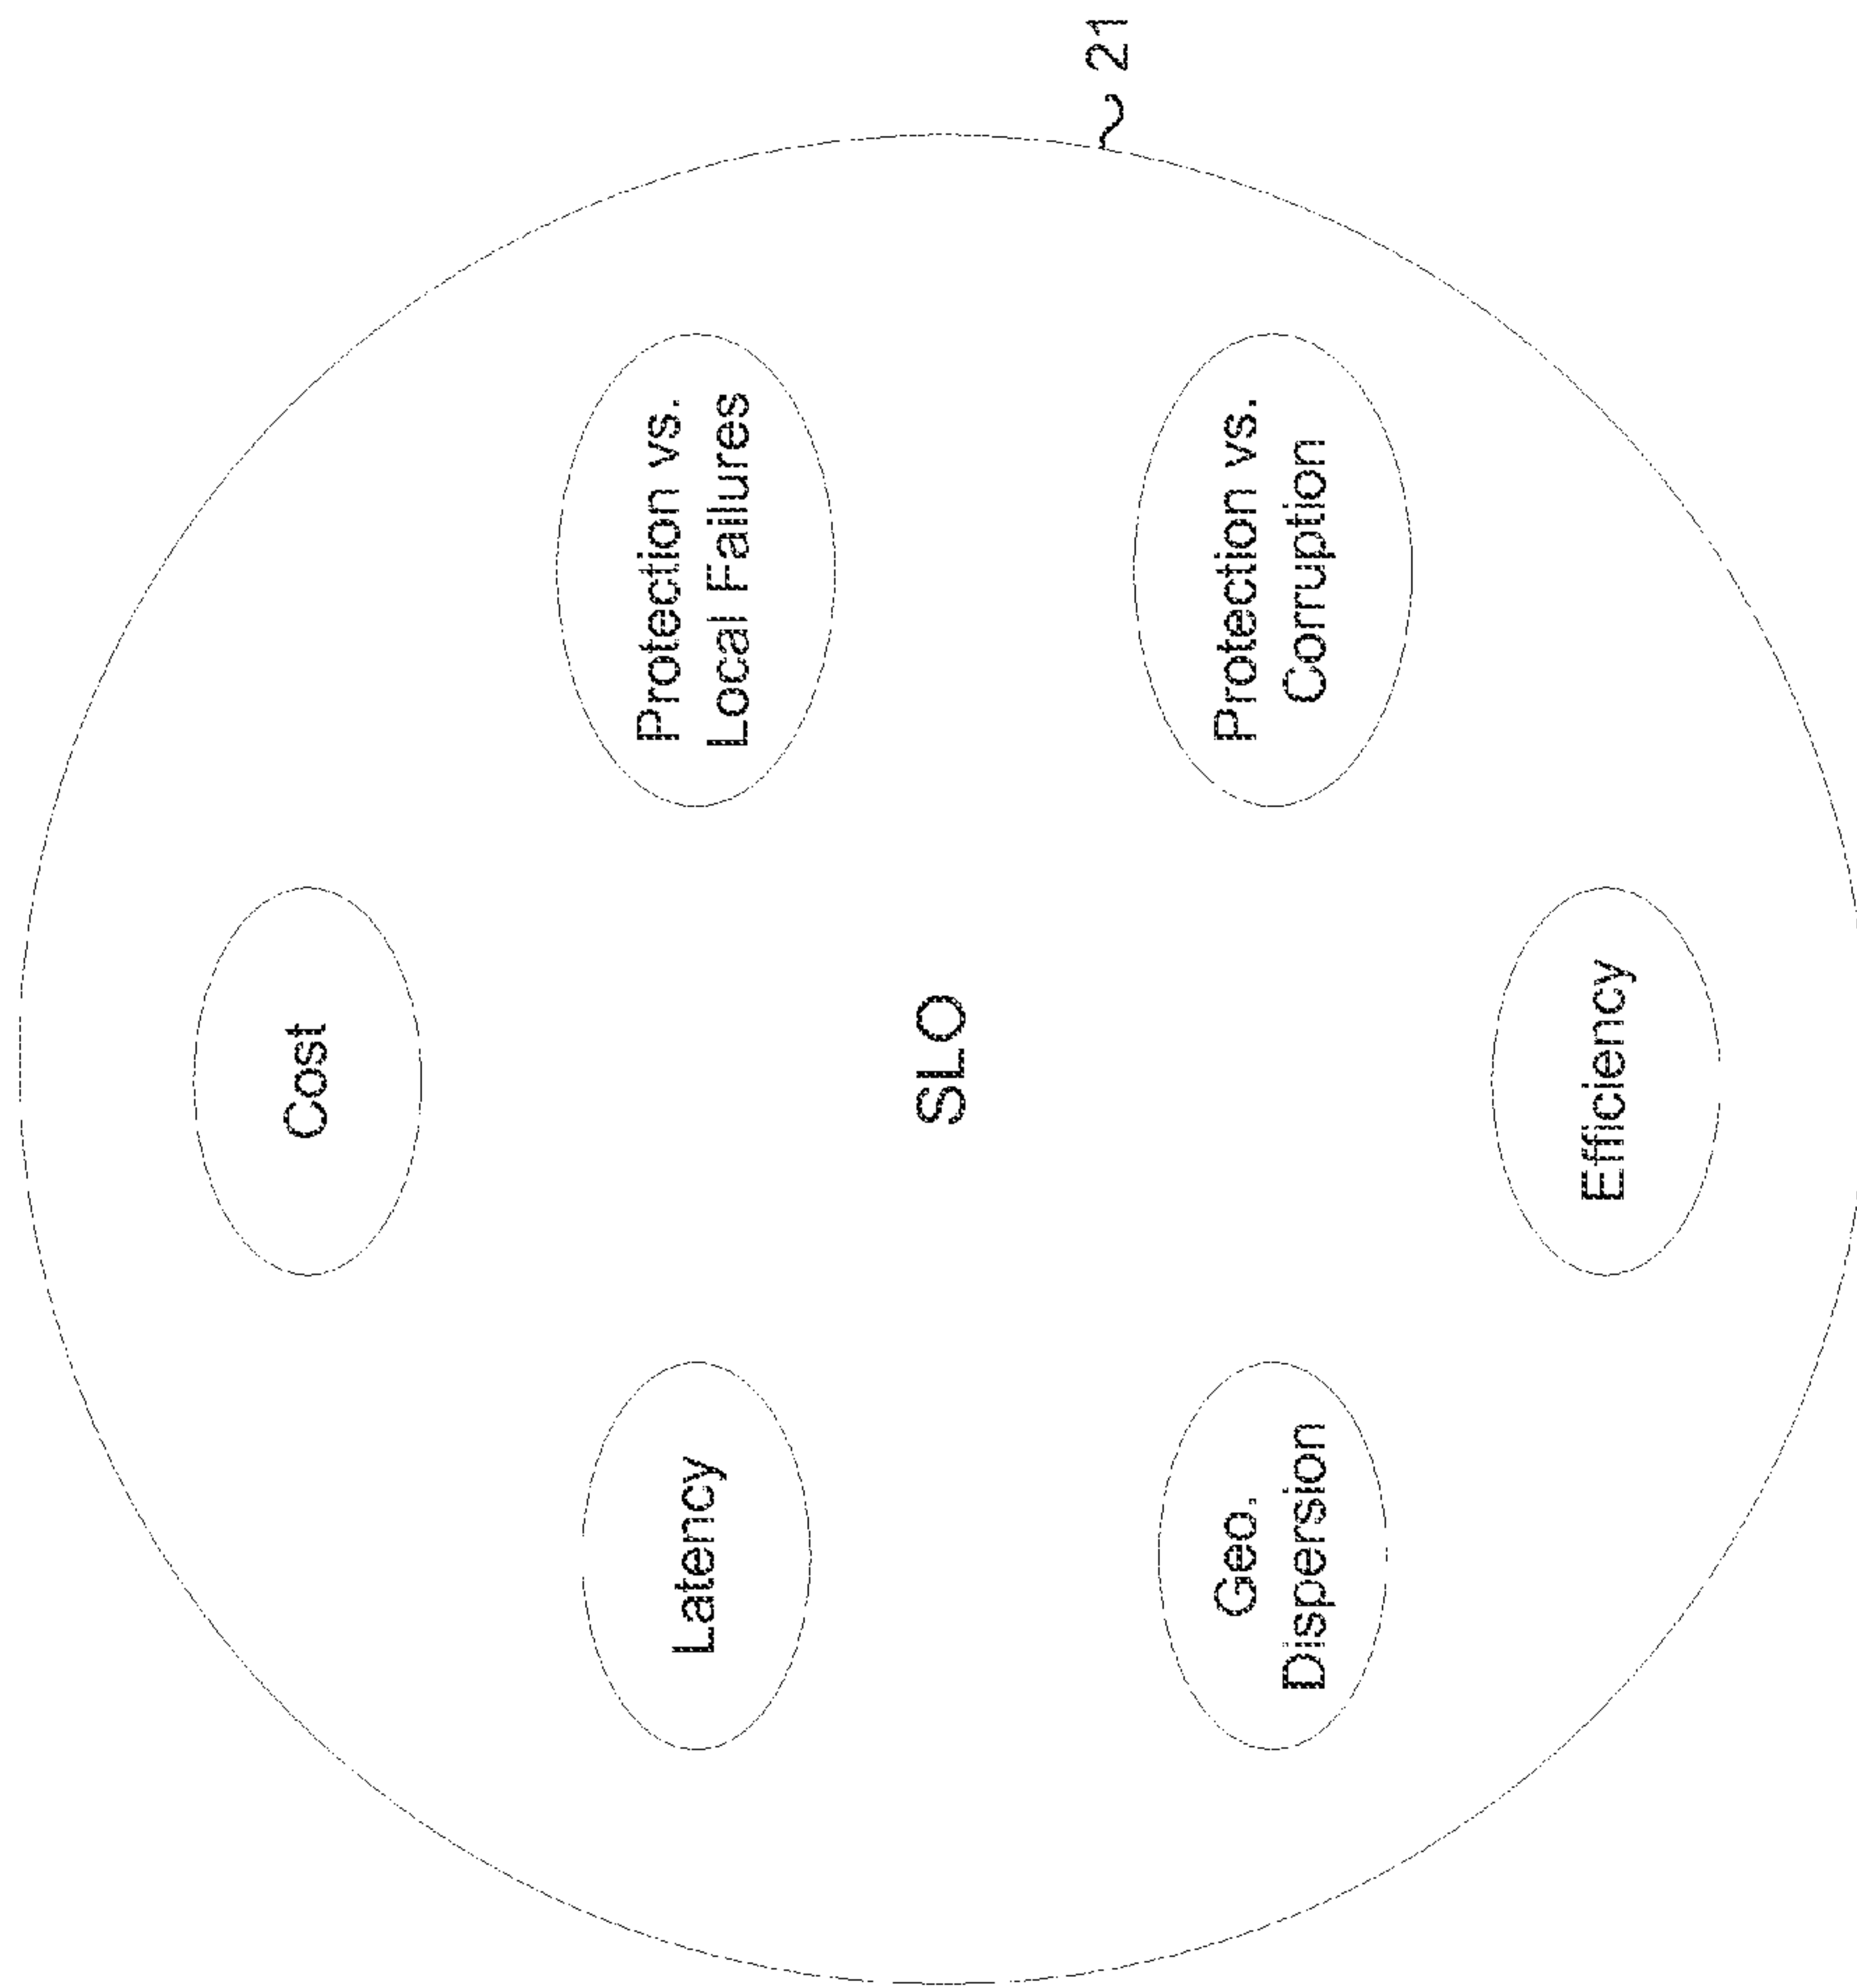 21
Protection vs.
Local Failures
Protection vs.
Corruption
Cost
SLO
Efficiency
Latency
Geo.
Dispersion